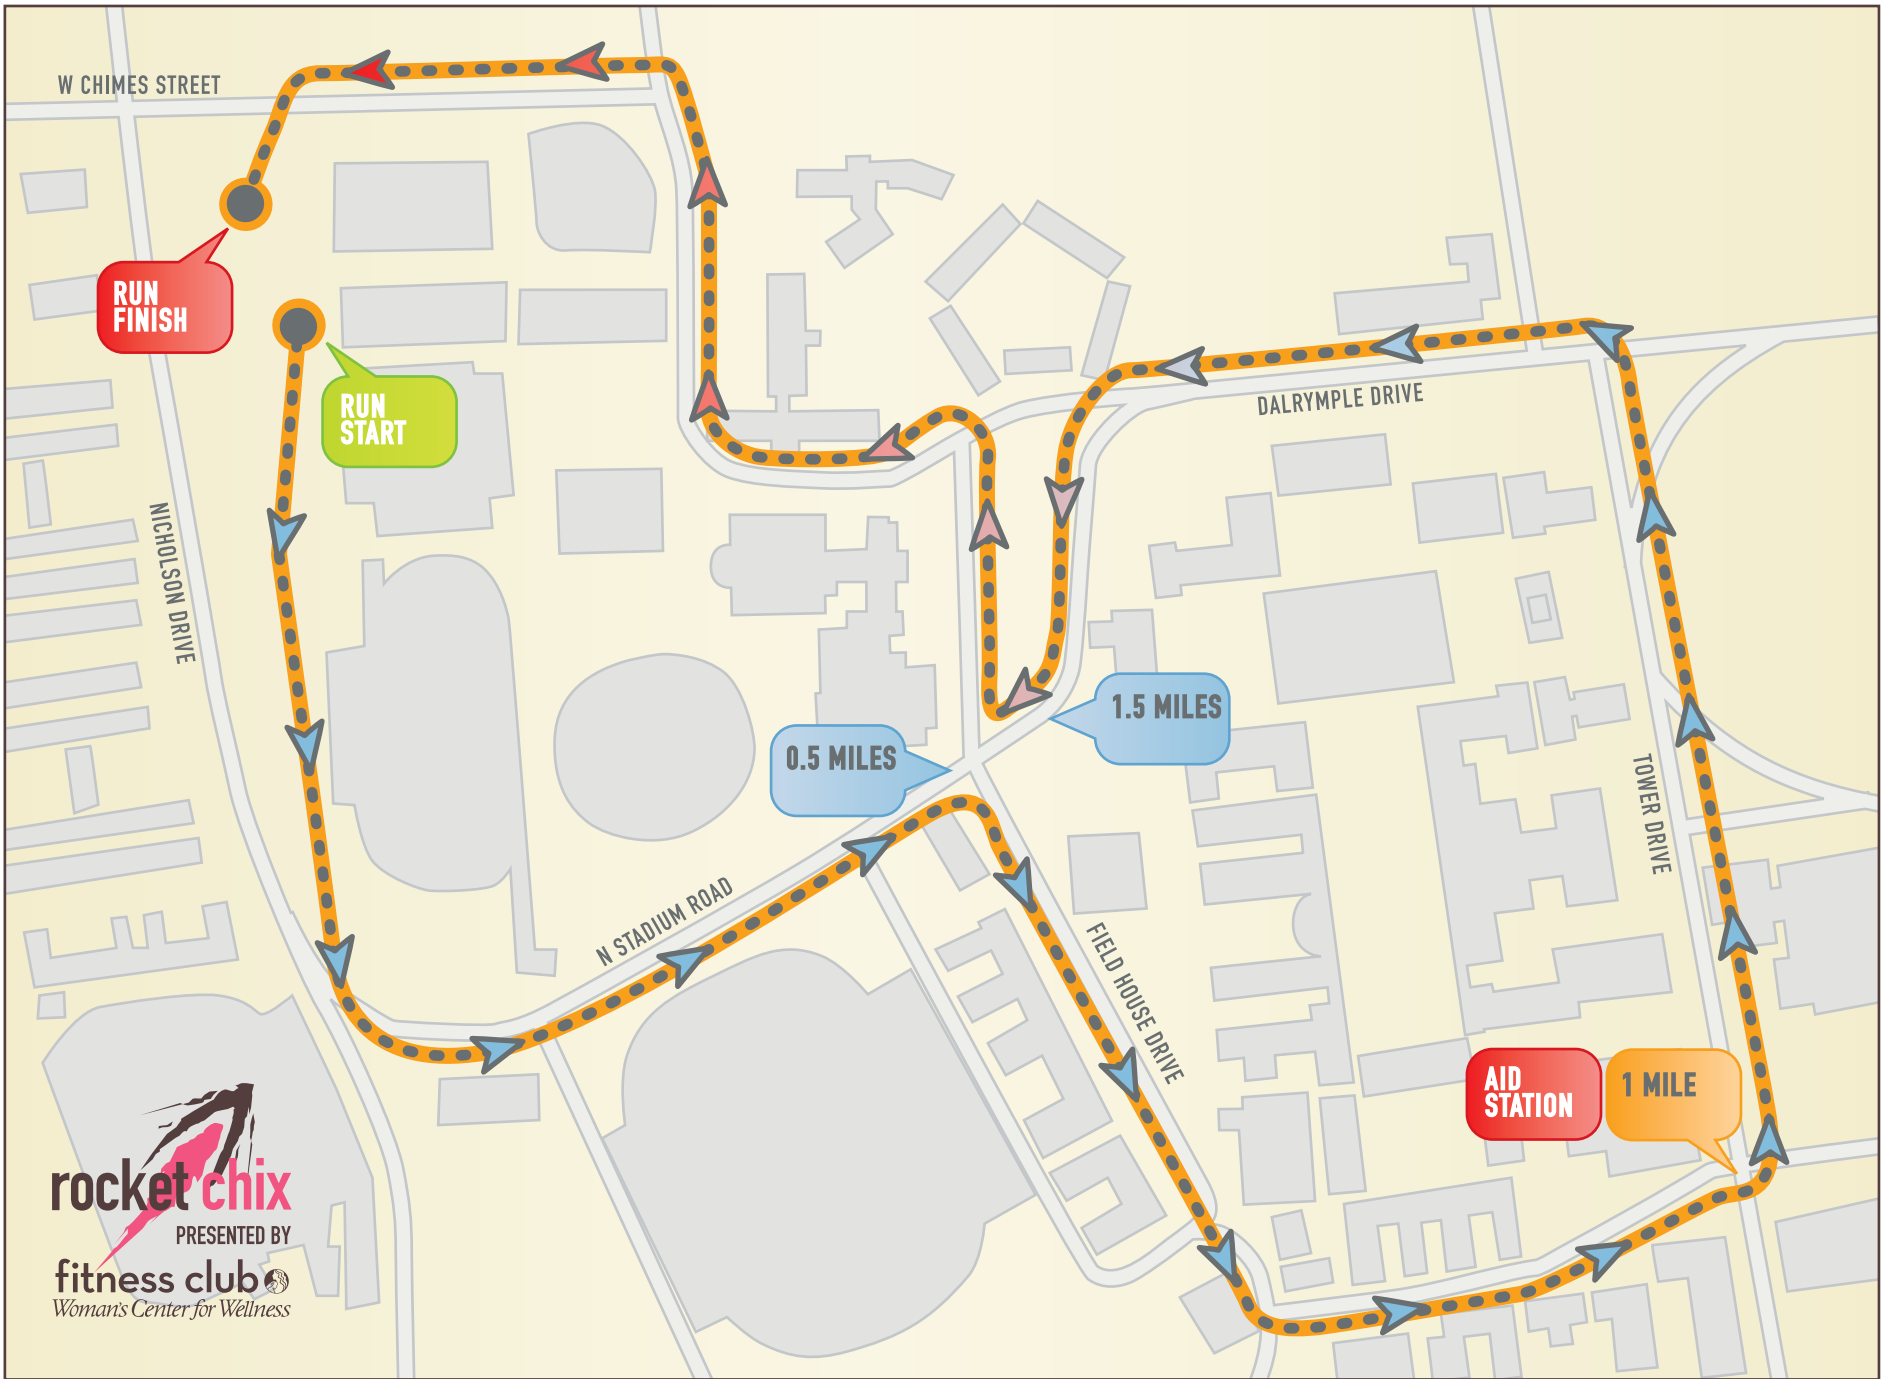 W CHIMES STREET
RUN
FINISH
RUN
START
DALRYMPLE DRIVE
NICHOLSON DRIVE
1.5 MILES
0.5 MILES
TOWER DRIVE
N STADIUM ROAD
FIELD HOUSE DRIVE
AID
STATION
1 MILE
rocket chix
PRESENTED BY
fitness club
Woman's Center for Wellness